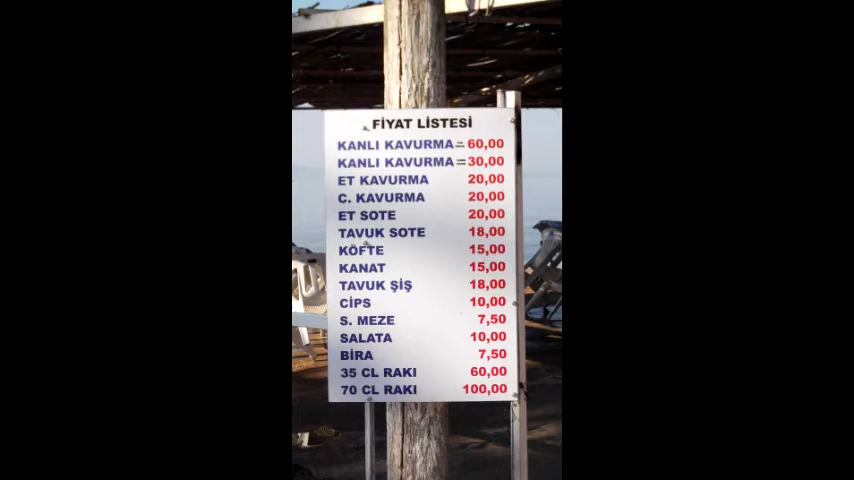 FİYAT LİSTESİ
KANLI KAVURMA 60,00
KANLI KAVURMA 30,00
ET KAVURMA 20,00
C. KAVURMA 20,00
ET SOTE 20,00
TAVUK SOTE 18,00
KÖFTE 15,00
KANAT 15,00
TAVUK ŞİŞ 18,00
CİPS 10,00
S. MEZE 7,50
SALATA 10,00
BİRA 7,50
35 CL RAKI 60,00
70 CL RAKI 100,00